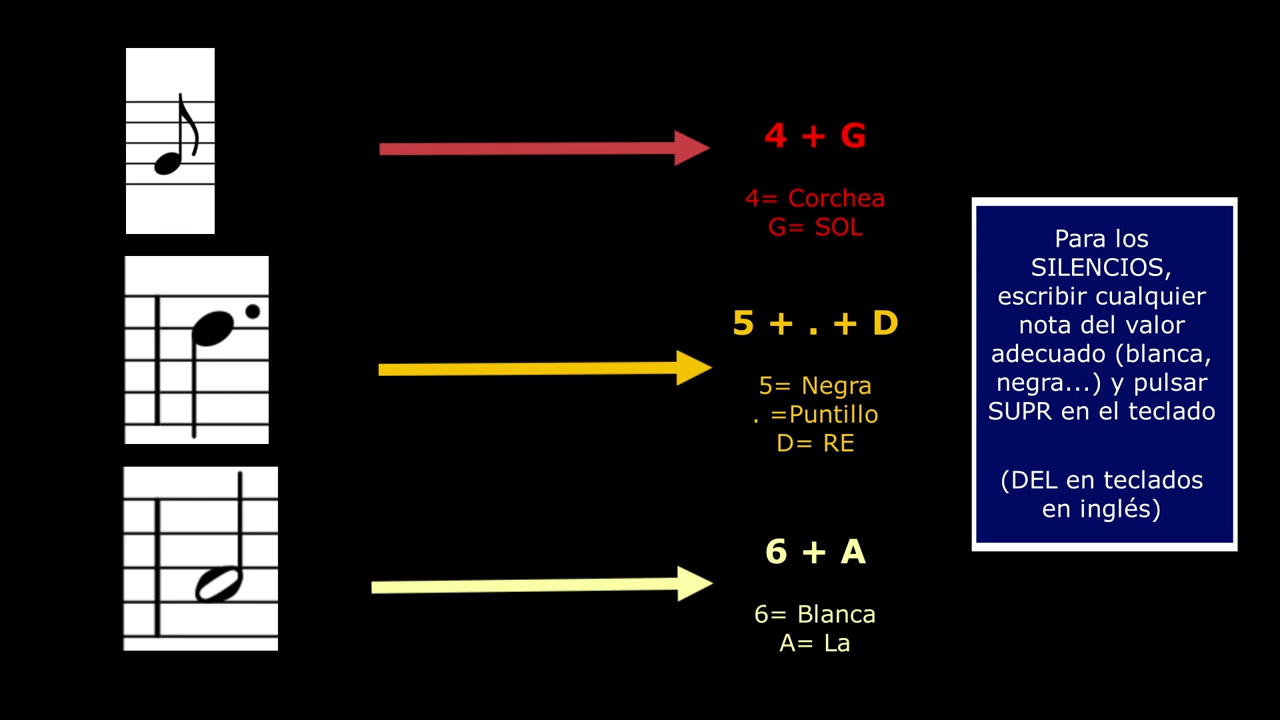 4 + G
4= Corchea
G= SOL
5 + . + D
5= Negra
. =Puntillo
D= RE
6 + A
6= Blanca
A= La
Para los
SILENCIOS,
escribir cualquier
nota del valor
adecuado (blanca,
negra...) y pulsar
SUPR en el teclado
(DEL en teclados
en inglés)